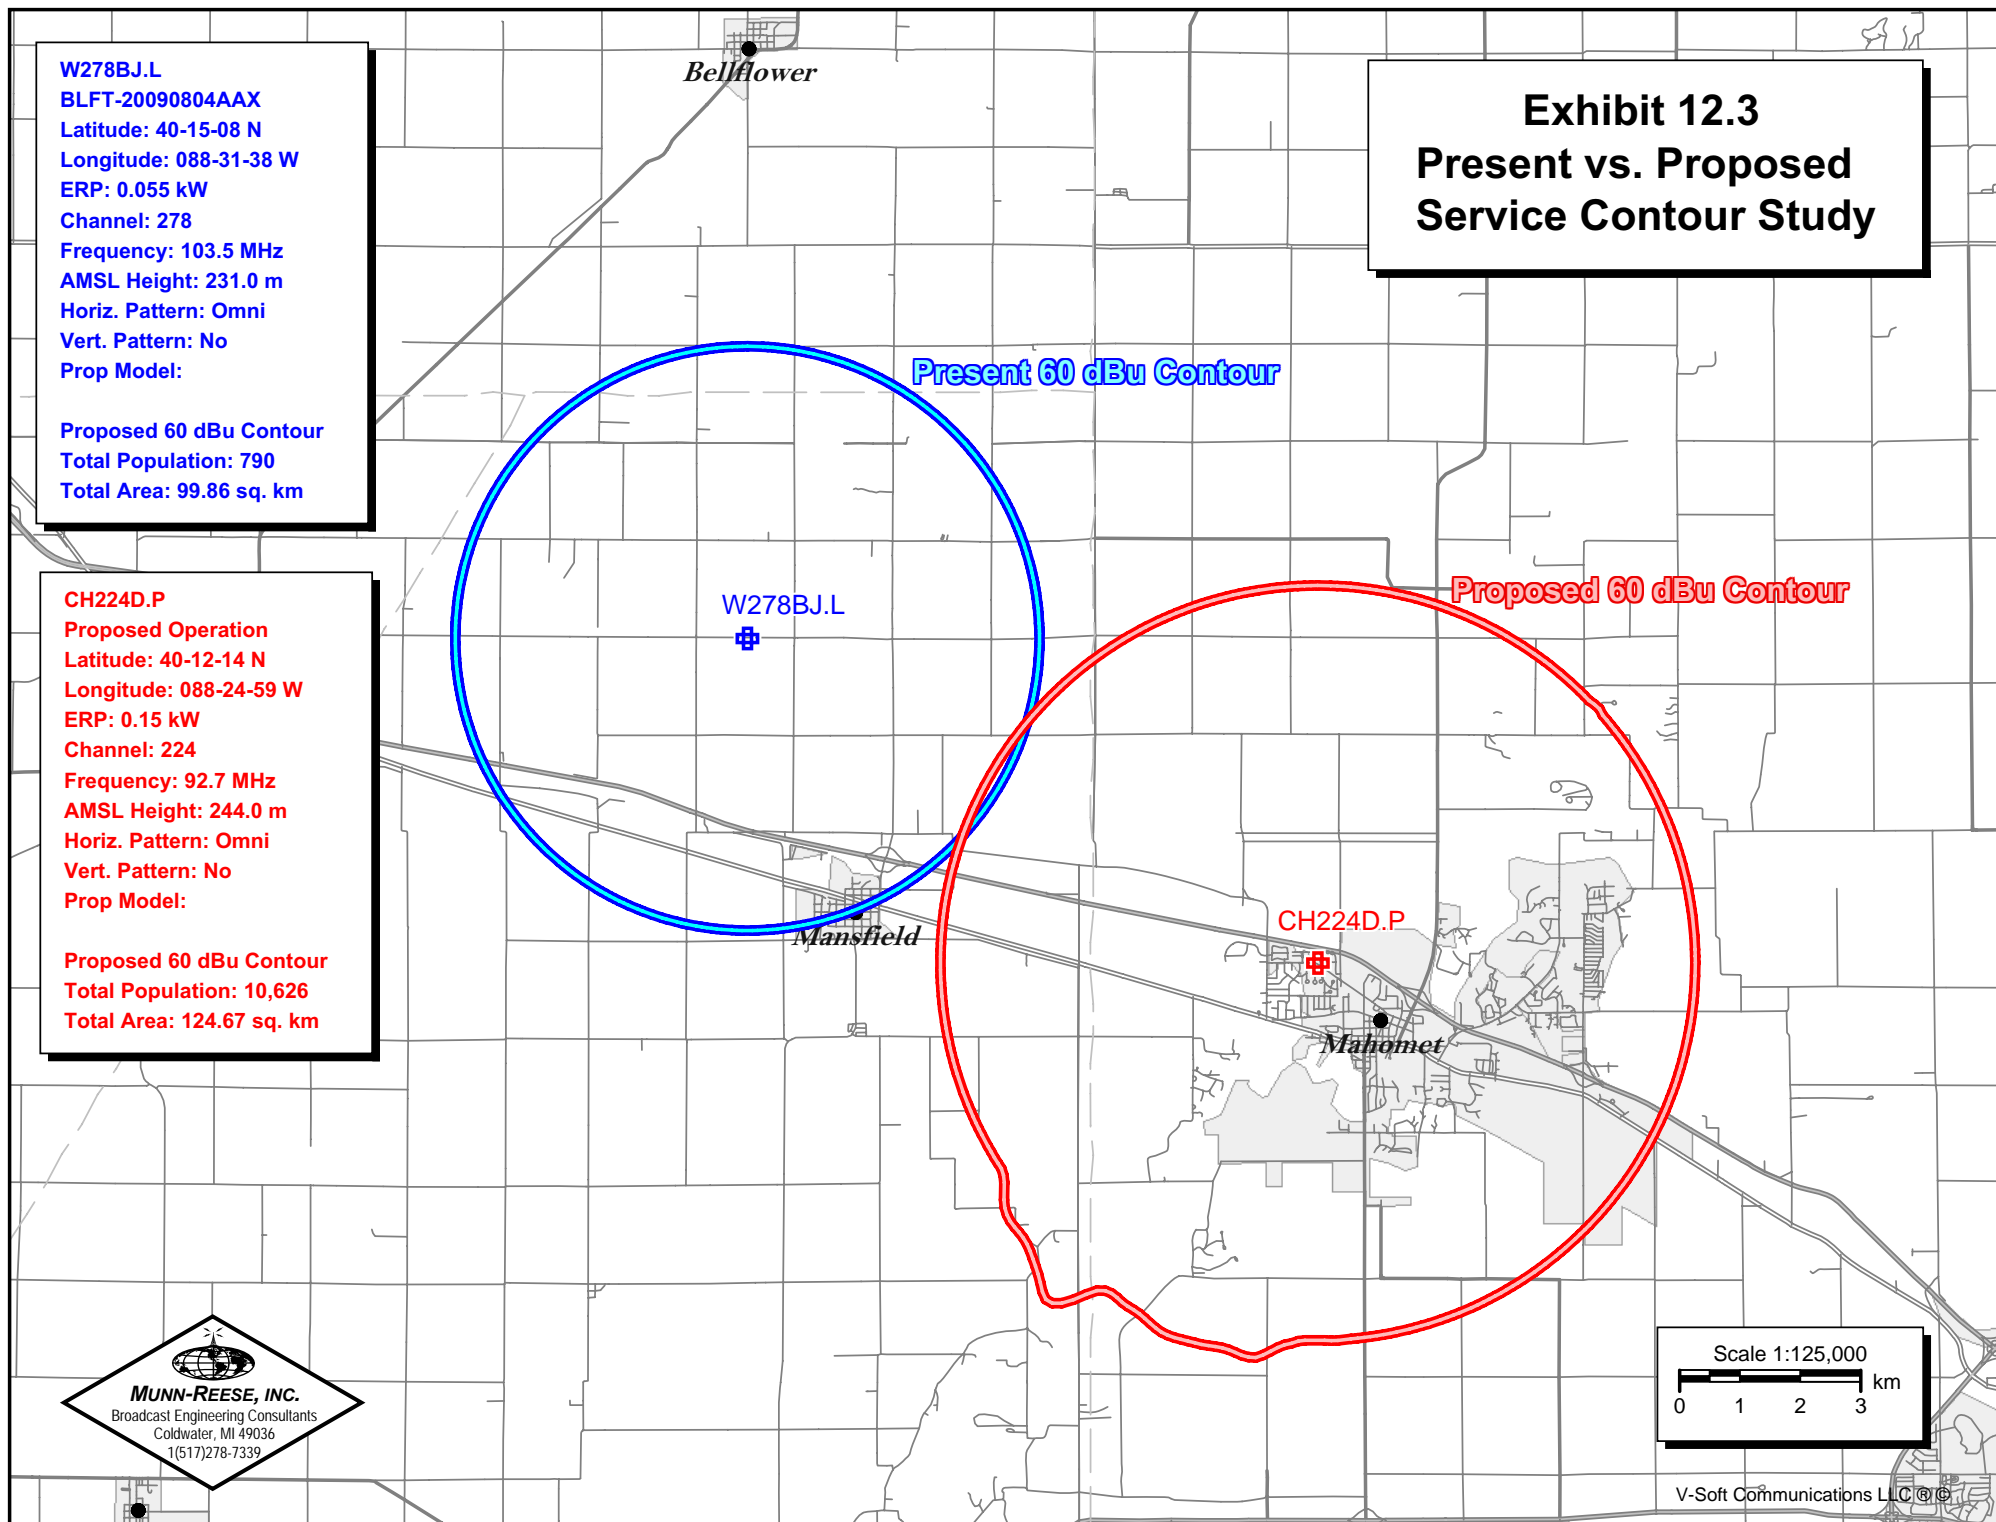 Bellflower
W278BJ.L
BLFT-20090804AAX
Latitude: 40-15-08 N
Longitude: 088-31-38 W
ERP: 0.055 kW
Channel: 278
Frequency: 103.5 MHz
AMSL Height: 231.0 m
Horiz. Pattern: Omni
Vert. Pattern: No
Prop Model:
Proposed 60 dBu Contour
Total Population: 790
Total Area: 99.86 sq. km
Exhibit 12.3
Present vs. Proposed
Service Contour Study
Present 60 dBu Contour
CH224D.P
Proposed Operation
Latitude: 40-12-14 N
Longitude: 088-24-59 W
ERP: 0.15 kW
Channel: 224
Frequency: 92.7 MHz
AMSL Height: 244.0 m
Horiz. Pattern: Omni
Vert. Pattern: No
Prop Model:
Proposed 60 dBu Contour
Total Population: 10,626
Total Area: 124.67 sq. km
W278BJ.L
Proposed 60 dBu Contour
Mansfield
CH224D.P
Mahomet
MUNN-REESE, INC.
Broadcast Engineering Consultants
Coldwater, MI 49036
1(517)278-7339
Scale 1:125,000
km
0 1 2 3
V-Soft Communications LLC ® ©